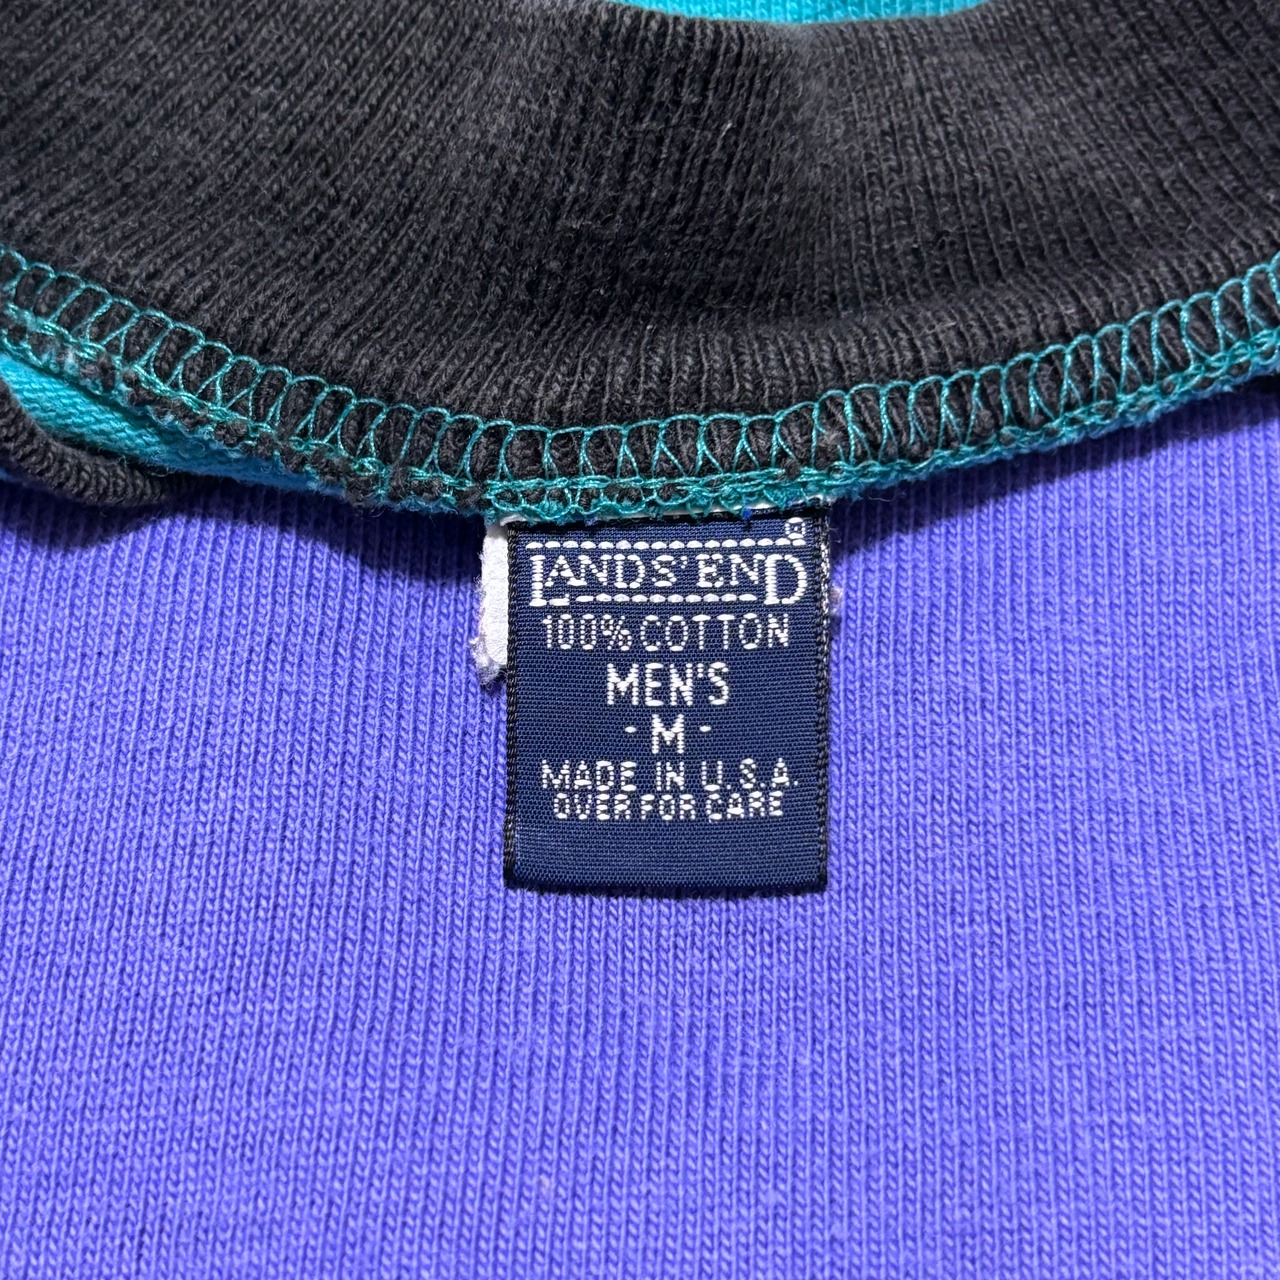 ®
LANDS' END
100% COTTON
MEN'S
· M ·
MADE IN U.S.A
OVER FOR CARE